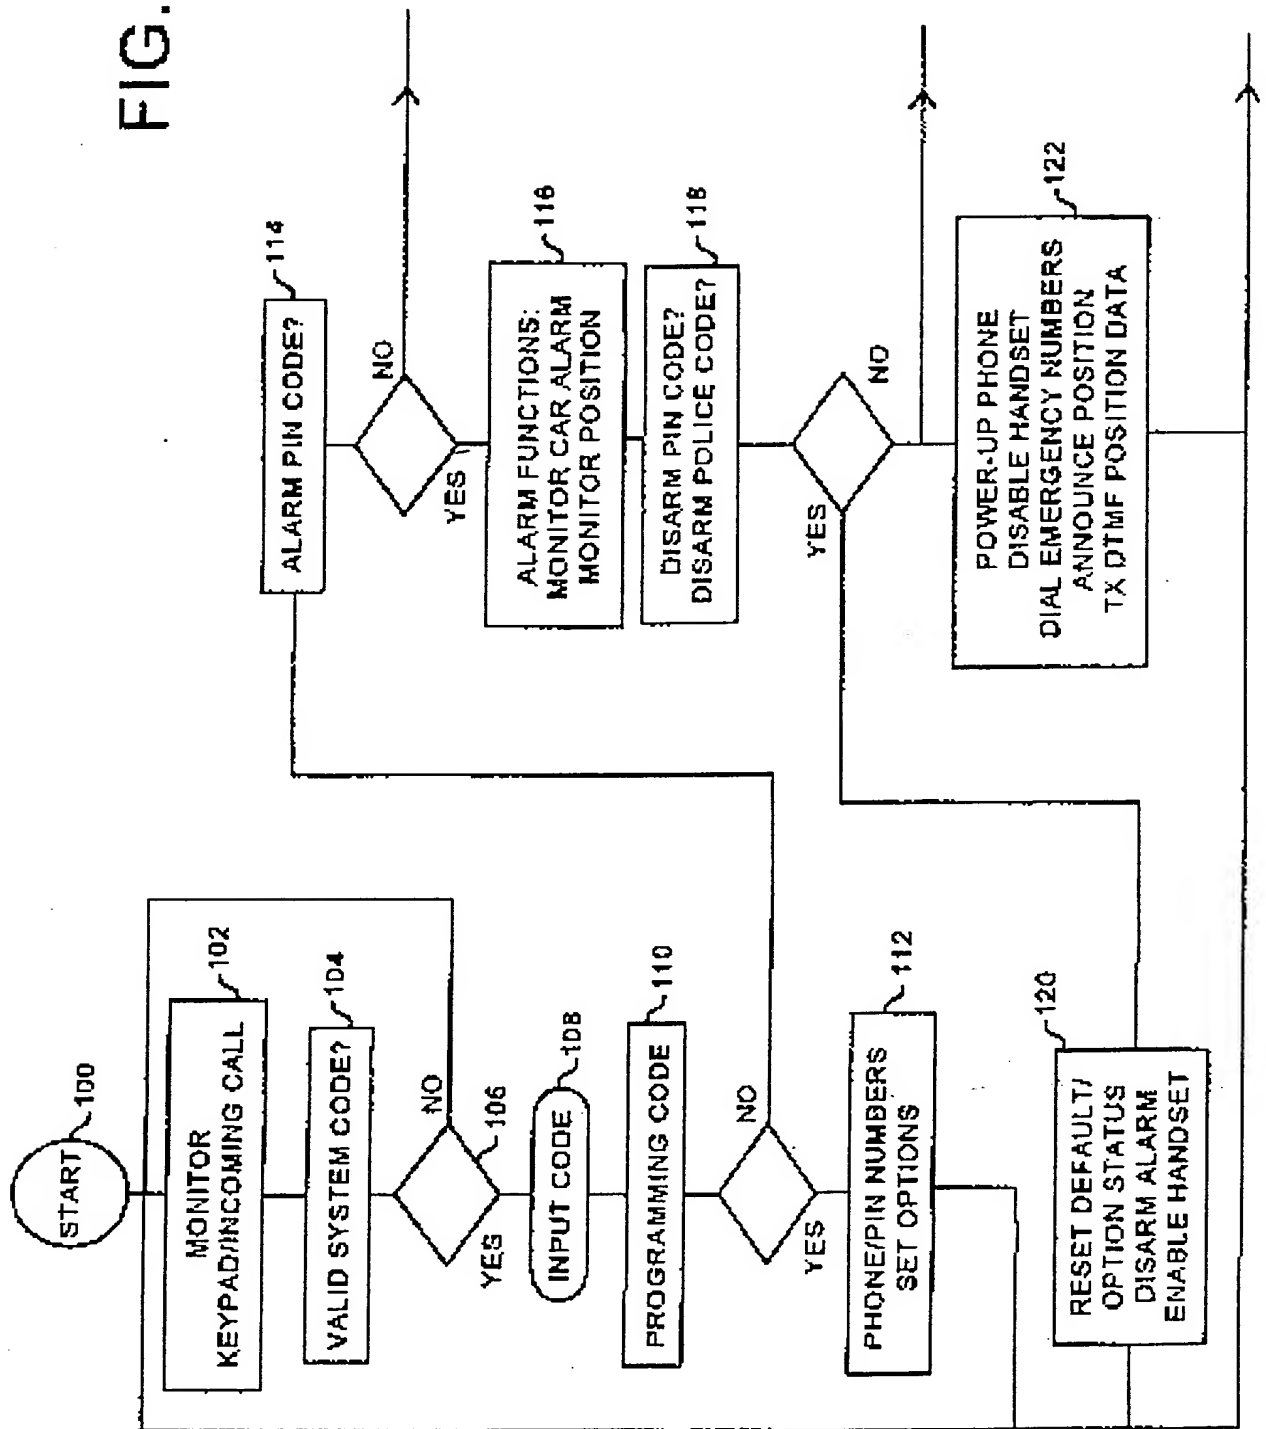 FIG.
START
100
MONITOR
KEYPAD/INCOMING CALL
102
VALID SYSTEM CODE?
104
NO
106
YES
INPUT CODE
108
PROGRAMMING CODE
110
NO
YES
PHONE/PIN NUMBERS
SET OPTIONS
112
RESET DEFAULT/
OPTION STATUS
DISARM ALARM
ENABLE HANDSET
120
ALARM PIN CODE?
114
NO
YES
ALARM FUNCTIONS:
MONITOR CAR ALARM
MONITOR POSITION
116
DISARM PIN CODE?
DISARM POLICE CODE?
118
NO
YES
POWER-UP PHONE
DISABLE HANDSET
DIAL EMERGENCY NUMBERS
ANNOUNCE POSITION
TX DTMF POSITION DATA
122